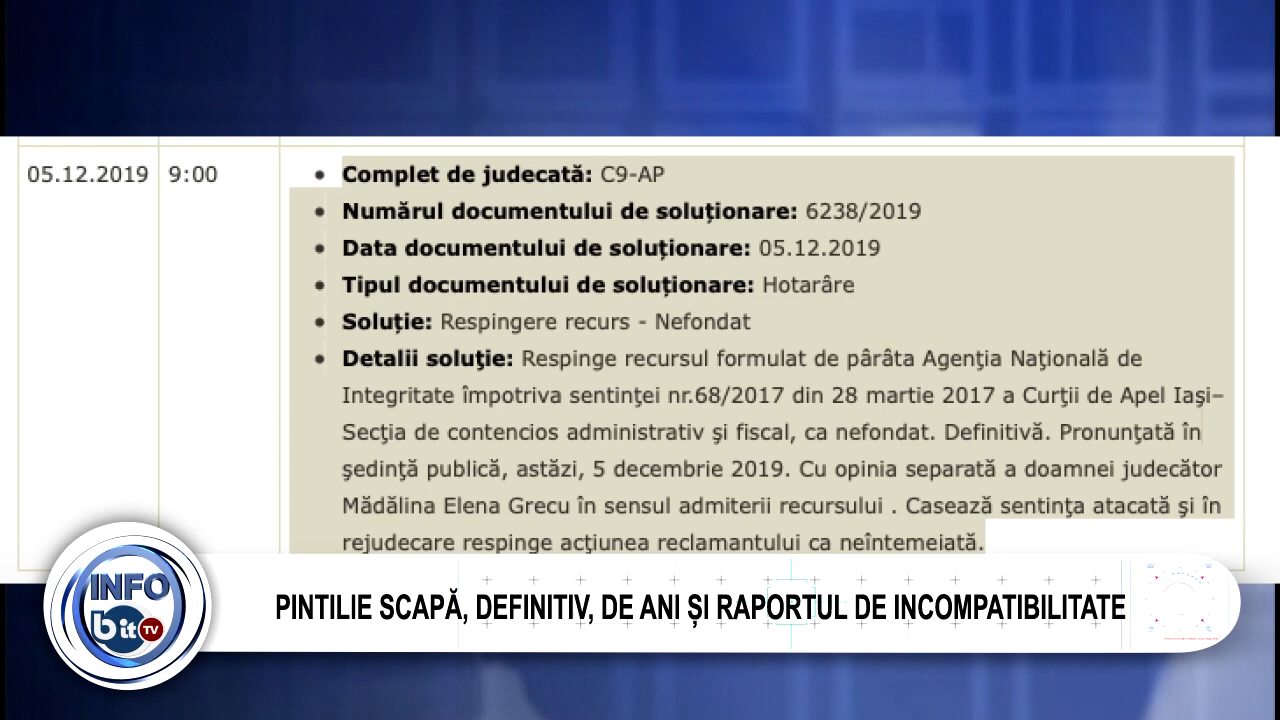 05.12.2019
9:00
• Complet de judecată: C9-AP
• Numărul documentului de soluționare: 6238/2019
• Data documentului de soluționare: 05.12.2019
• Tipul documentului de soluționare: Hotarâre
• Soluție: Respingere recurs - Nefondat
• Detalii soluţie: Respinge recursul formulat de pârâta Agenţia Naţională de
Integritate împotriva sentinţei nr.68/2017 din 28 martie 2017 a Curţii de Apel Iaşi–
Secţia de contencios administrativ şi fiscal, ca nefondat. Definitivă. Pronunţată în
şedinţă publică, astăzi, 5 decembrie 2019. Cu opinia separată a doamnei judecător
Mădălina Elena Grecu în sensul admiterii recursului . Casează sentinţa atacată şi în
rejudecare respinge acţiunea reclamantului ca neîntemeiată.
INFO
bit TV
PINTILIE SCAPĂ, DEFINITIV, DE ANI ȘI RAPORTUL DE INCOMPATIBILITATE